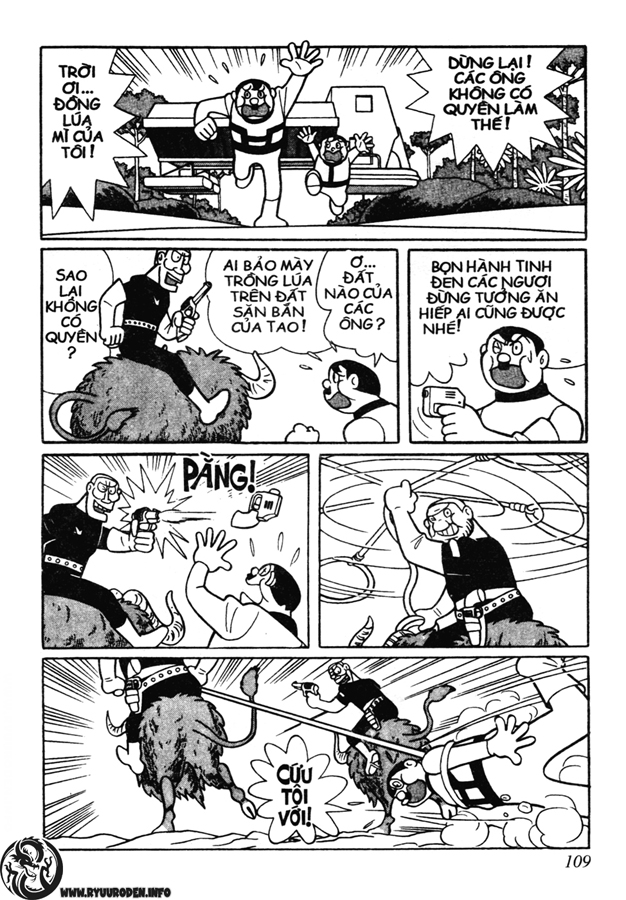 TRỜI
ƠI...
ĐỒNG
LÚA
MÌ CỦA
TÔI!
DỪNG LẠI!
CÁC ÔNG
KHÔNG CÓ
QUYỀN LÀM
THẾ!
SAO
LẠI
KHÔNG
CÓ
QUYỀN
?
AI BẢO MÀY
TRỒNG LÚA
TRÊN ĐẤT
SẶN BẮN
CỦA TAO!
Ơ...
ĐẤT
NÀO CỦA
CÁC
ÔNG?
BỌN HÀNH TINH
ĐEN CÁC NGƯƠI
ĐỪNG TƯỞNG ĂN
HIẾP AI CŨNG ĐƯỢC
NHÉ!
PẰNG!
CỨU
TÔI
VỚI!
109
WWW.RYUURODEN.INFO